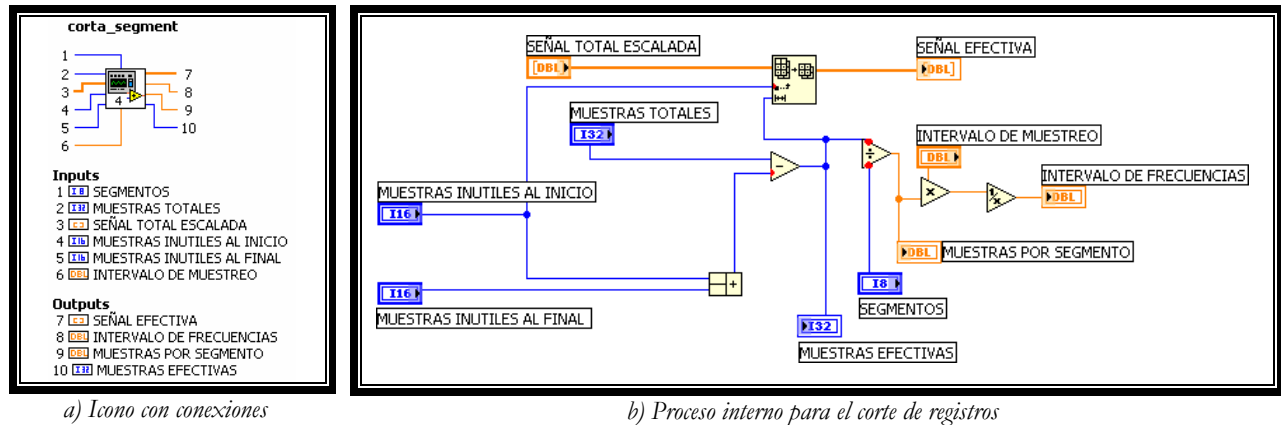 corta_segment
1
2
3
4
5
6
4
7
8
9
10
Inputs
1 I8 SEGMENTOS
2 I32 MUESTRAS TOTALES
3 SEÑAL TOTAL ESCALADA
4 I16 MUESTRAS INUTILES AL INICIO
5 I16 MUESTRAS INUTILES AL FINAL
6 DBL INTERVALO DE MUESTREO
Outputs
7 SEÑAL EFECTIVA
8 DBL INTERVALO DE FRECUENCIAS
9 DBL MUESTRAS POR SEGMENTO
10 I32 MUESTRAS EFECTIVAS
a) Icono con conexiones
SEÑAL TOTAL ESCALADA
[DBL]
SEÑAL EFECTIVA
DBL]
MUESTRAS TOTALES
I32
INTERVALO DE MUESTREO
DBL
INTERVALO DE FRECUENCIAS
DBL
MUESTRAS INUTILES AL INICIO
I16
DBL MUESTRAS POR SEGMENTO
I16
MUESTRAS INUTILES AL FINAL
I8
SEGMENTOS
I32
MUESTRAS EFECTIVAS
÷
-
x
1/x
+
b) Proceso interno para el corte de registros